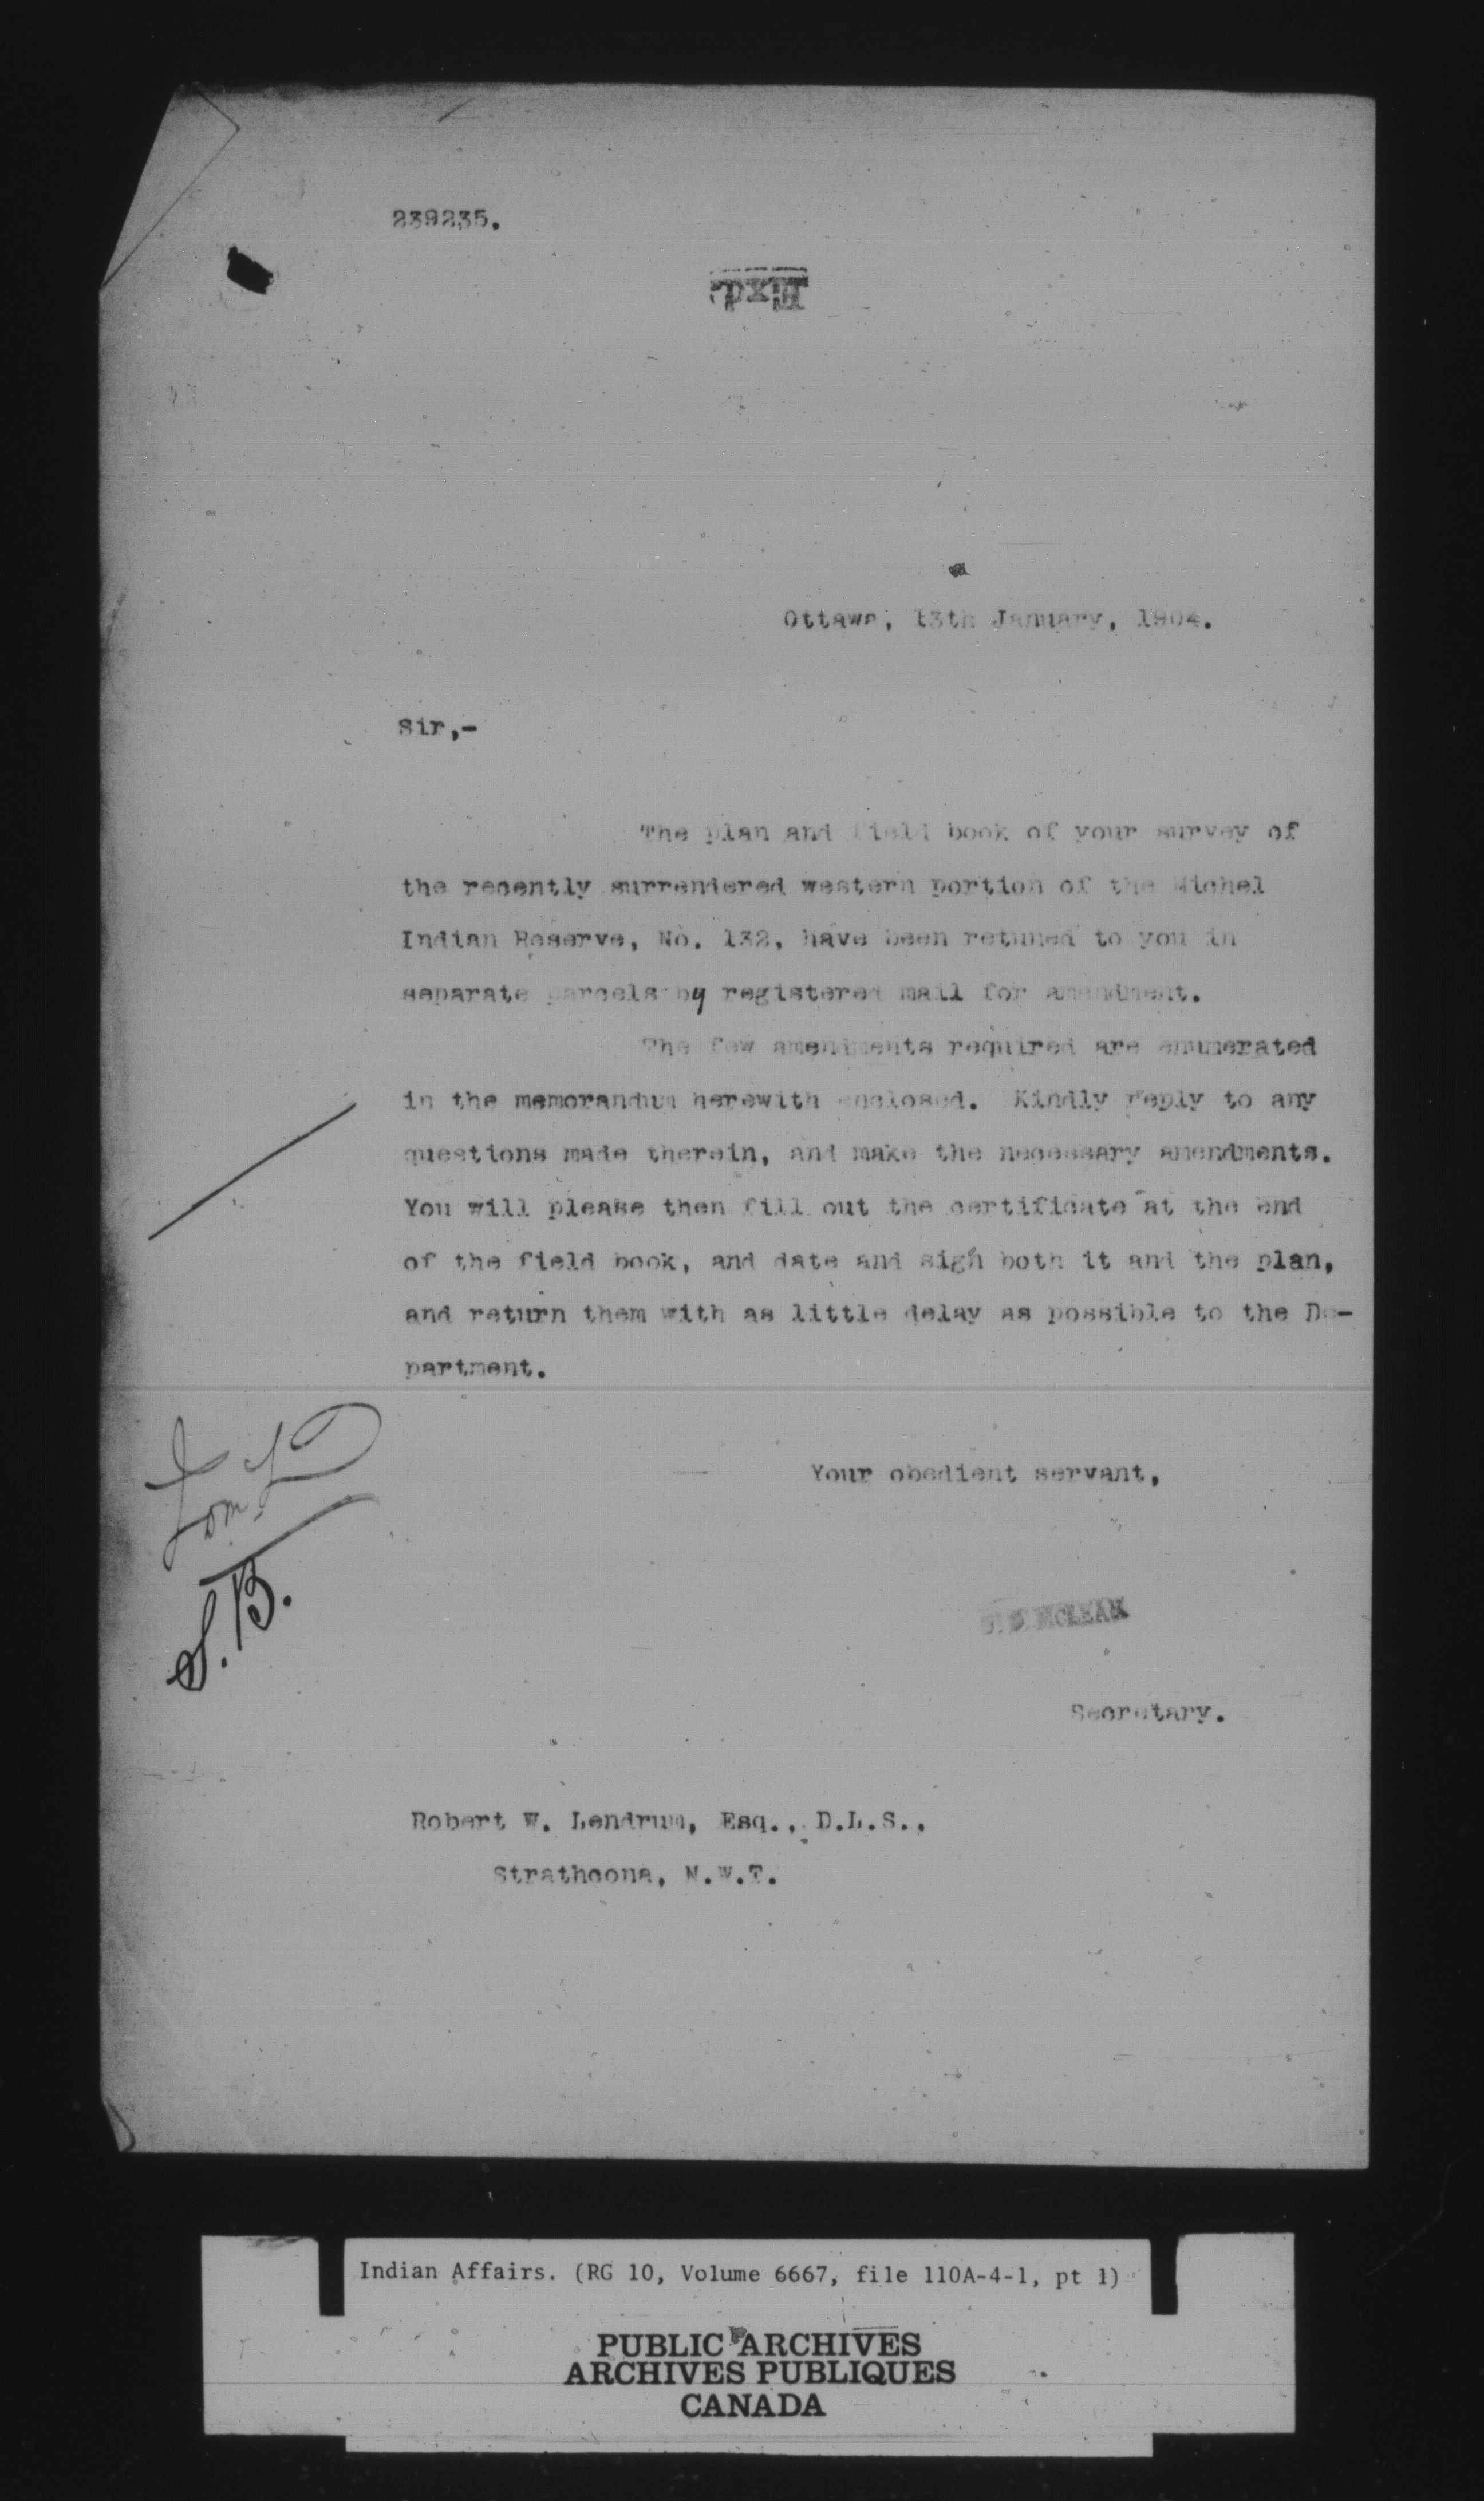 239235.
Ottawa, 13th January, 1904.
Sir,-
The plan and field book of your survey of
the recently surrendered western portion of the Michel
Indian Reserve, No. 132, have been retuned to you in
separate parcels by registered mail for amendment.
The few amendments required are enumerated
in the memorandum herewith enclosed. Kindly reply to any
questions made therein, and make the necessary amendments.
You will please then fill out the certificate at the end
of the field book, and date and sign both it and the plan,
and return them with as little delay as possible to the De-
partment.
Your obedient servant,
S.B.
J. D. MCLEAN
Secretary.
Robert W. Lendrum, Esq., D.L.S.,
Strathcona, N.W.T.
Indian Affairs. (RG 10, Volume 6667, file 110A-4-1, pt 1)
PUBLIC ARCHIVES
ARCHIVES PUBLIQUES
CANADA